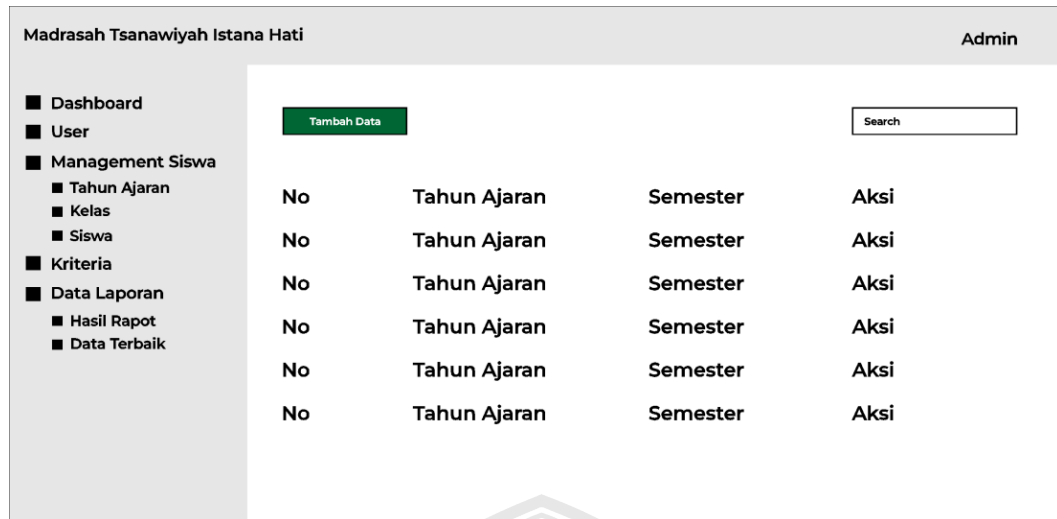 Madrasah Tsanawiyah Istana Hati
Admin
Dashboard
User
Management Siswa
Tahun Ajaran
Kelas
Siswa
Kriteria
Data Laporan
Hasil Rapot
Data Terbaik
Tambah Data
Search
No Tahun Ajaran Semester Aksi
No Tahun Ajaran Semester Aksi
No Tahun Ajaran Semester Aksi
No Tahun Ajaran Semester Aksi
No Tahun Ajaran Semester Aksi
No Tahun Ajaran Semester Aksi